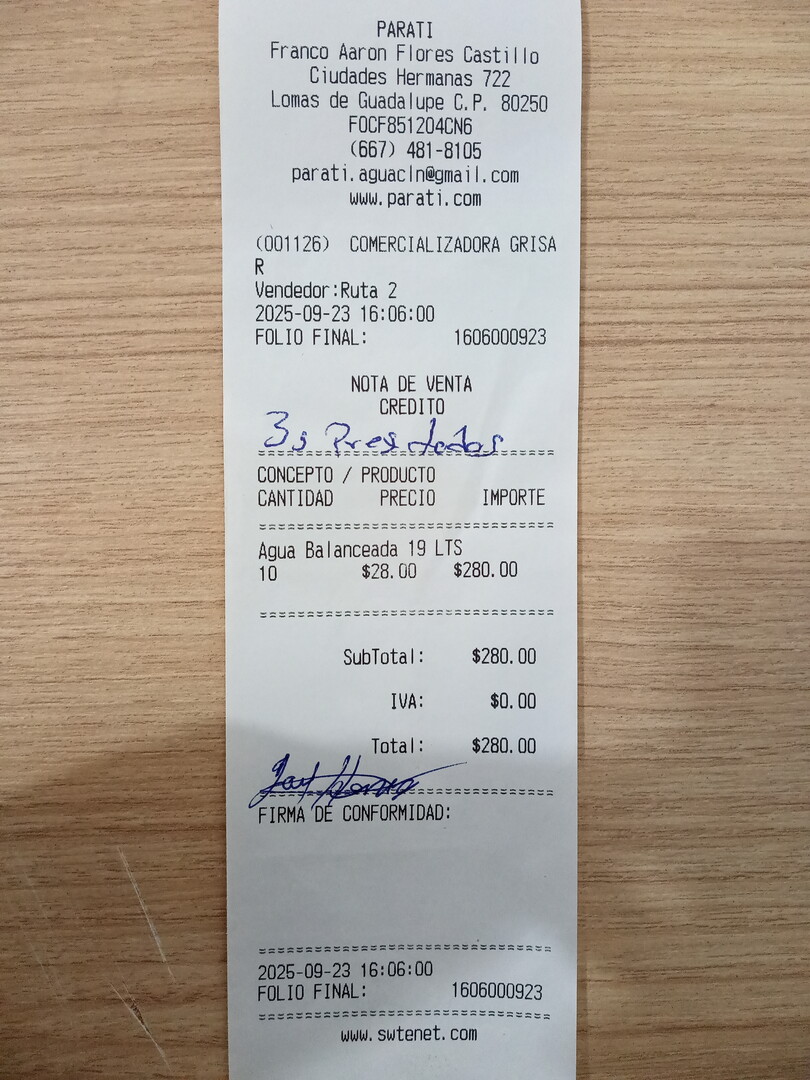 PARATI
Franco Aaron Flores Castillo
Ciudades Hermanas 722
Lomas de Guadalupe C.P. 80250
FOCF851204CN6
(667) 481-8105
parati.aguacln@gmail.com
www.parati.com
(001126) COMERCIALIZADORA GRISA
R
Vendedor:Ruta 2
2025-09-23 16:06:00
FOLIO FINAL: 1606000923
NOTA DE VENTA
CREDITO
Prestados
CONCEPTO / PRODUCTO
CANTIDAD PRECIO IMPORTE
Agua Balanceada 19 LTS
10 $28.00 $280.00
SubTotal: $280.00
IVA: $0.00
Total: $280.00
FIRMA DE CONFORMIDAD:
2025-09-23 16:06:00
FOLIO FINAL: 1606000923
www.swtenet.com